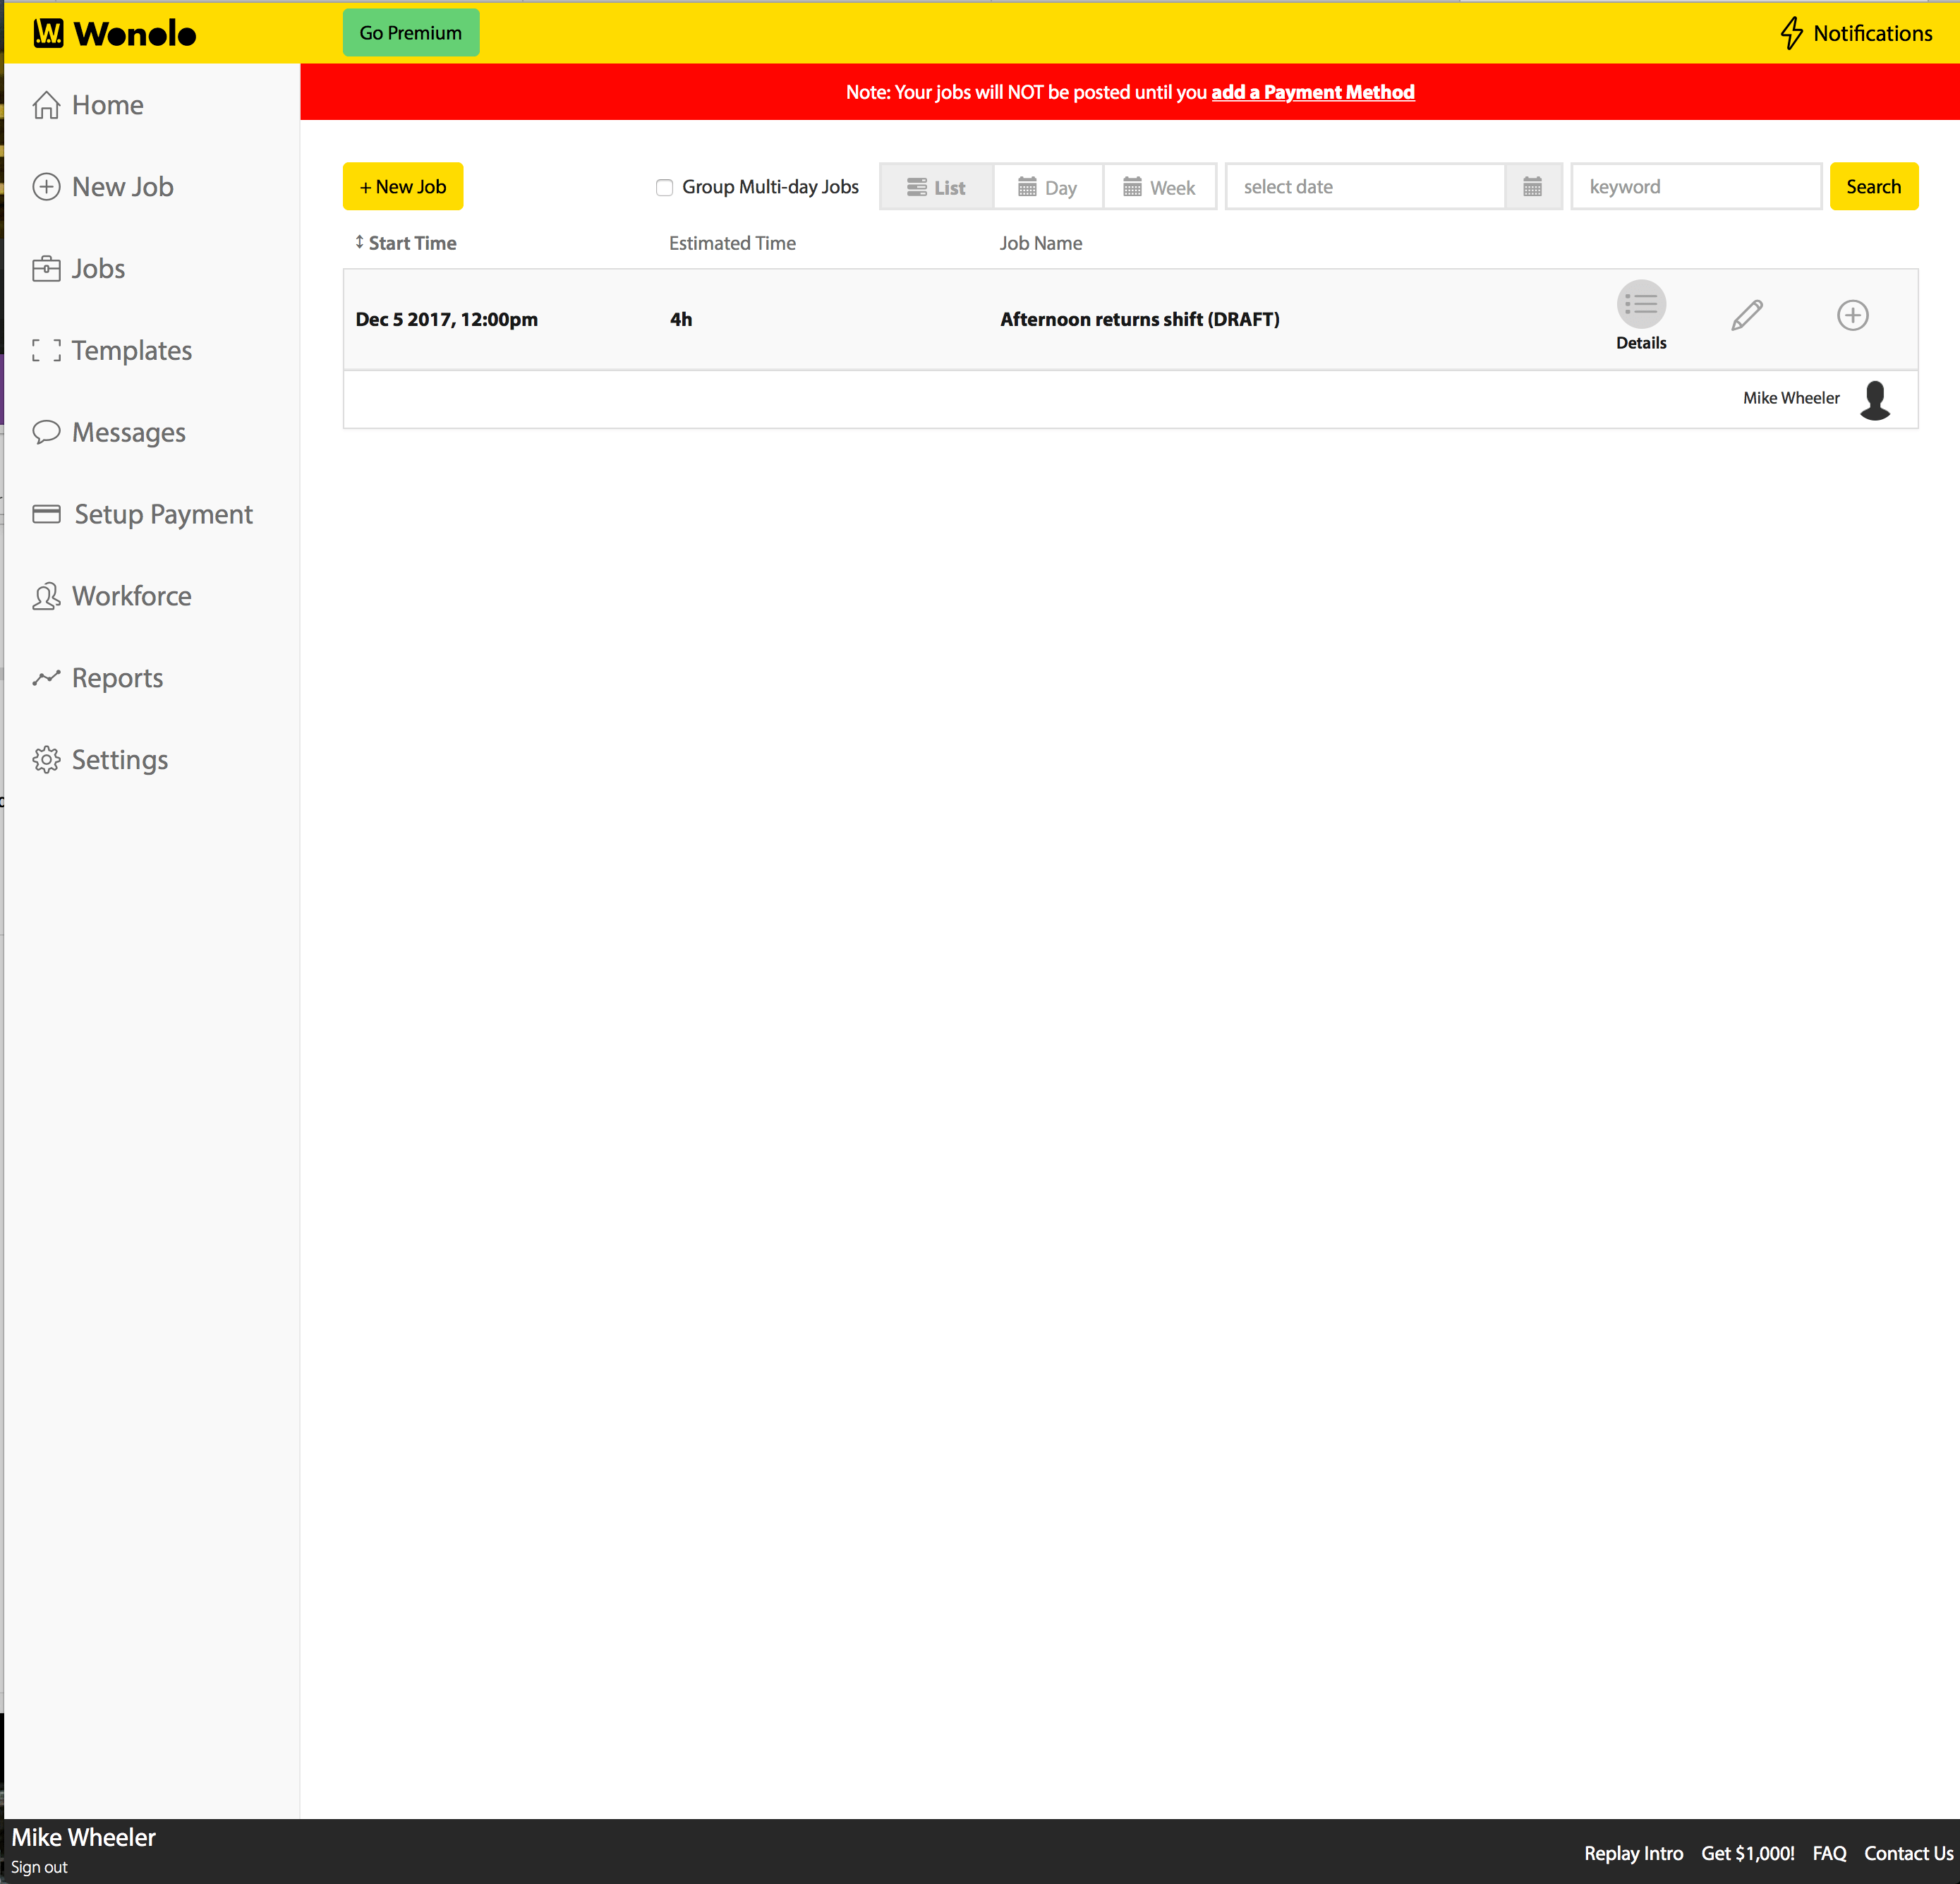 W. Wonolo
Go Premium
Notifications
Note: Your jobs will NOT be posted until you add a Payment Method
Home
New Job
Jobs
Templates
Messages
Setup Payment
Workforce
Reports
Settings
+ New Job
Group Multi-day Jobs
List
Day
Week
select date
keyword
Search
Start Time
Estimated Time
Job Name
Dec 5 2017, 12:00pm
4h
Afternoon returns shift (DRAFT)
Details
Mike Wheeler
Mike Wheeler
Sign out
Replay Intro
Get $1,000!
FAQ
Contact Us